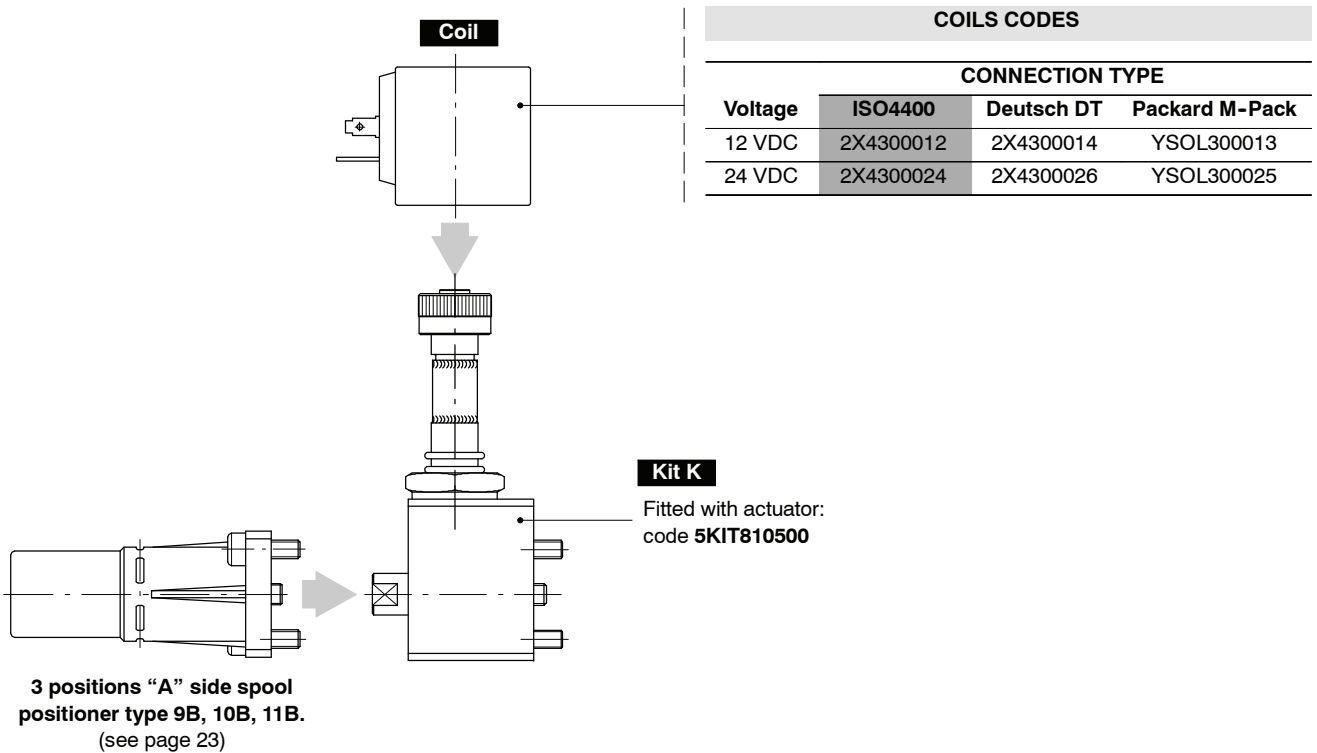 Coil
COILS CODES
CONNECTION TYPE
Voltage ISO4400 Deutsch DT Packard M-Pack
12 VDC 2X4300012 2X4300014 YSOL300013
24 VDC 2X4300024 2X4300026 YSOL300025
Kit K
Fitted with actuator:
code 5KIT810500
3 positions “A” side spool
positioner type 9B, 10B, 11B.
(see page 23)